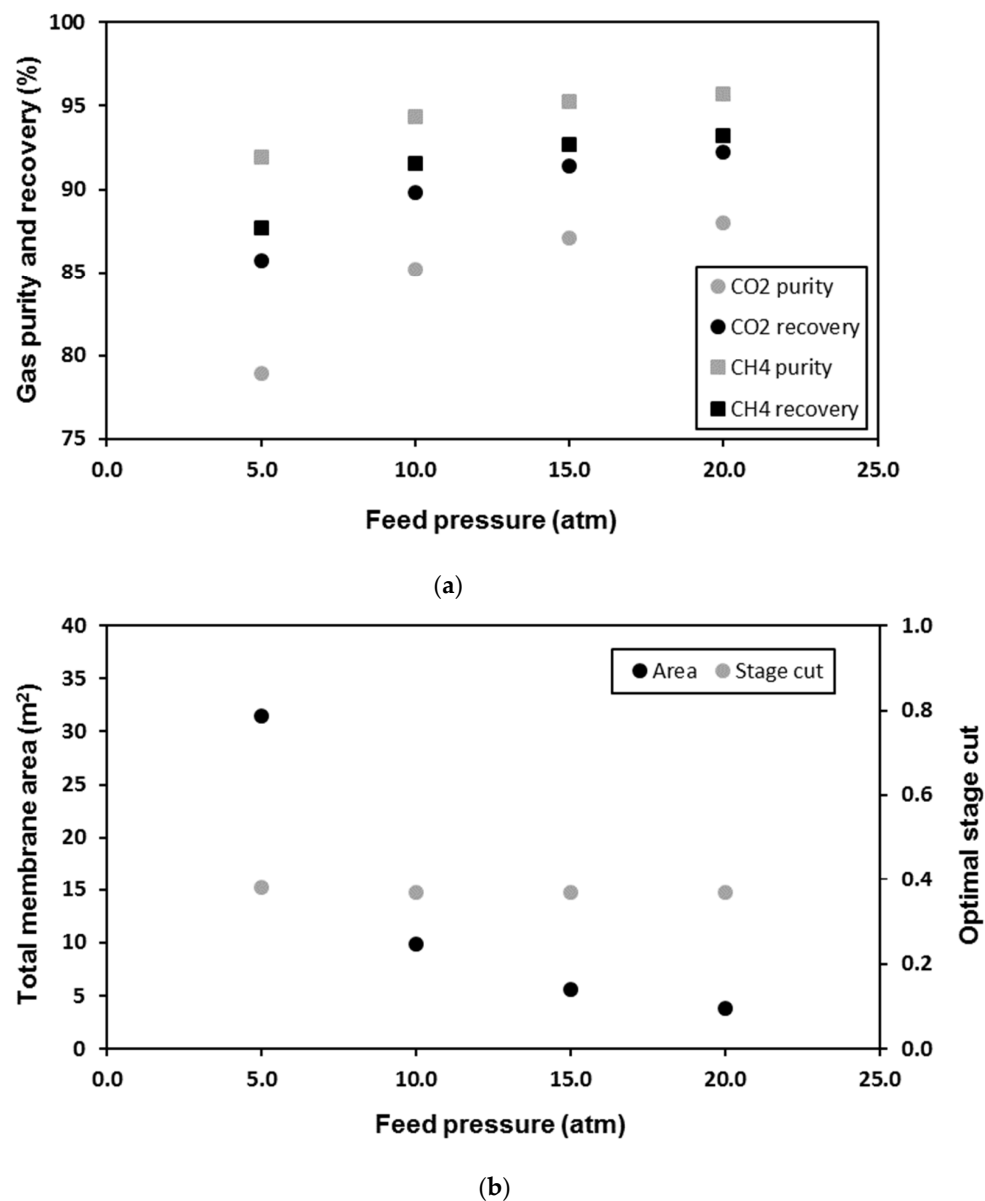 Gas purity and recovery (%)
100
95
90
85
80
75
CO2 purity
CO2 recovery
CH4 purity
CH4 recovery
0.0 5.0 10.0 15.0 20.0 25.0
Feed pressure (atm)
(a)
Total membrane area (m²)
40
35
30
25
20
15
10
5
0
Area Stage cut
1.0
0.8
0.6
0.4
0.2
0.0
Optimal stage cut
0.0 5.0 10.0 15.0 20.0 25.0
Feed pressure (atm)
(b)